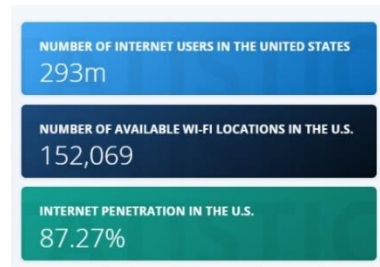 NUMBER OF INTERNET USERS IN THE UNITED STATES
293m
NUMBER OF AVAILABLE WI-FI LOCATIONS IN THE U.S.
152,069
INTERNET PENETRATION IN THE U.S.
87.27%